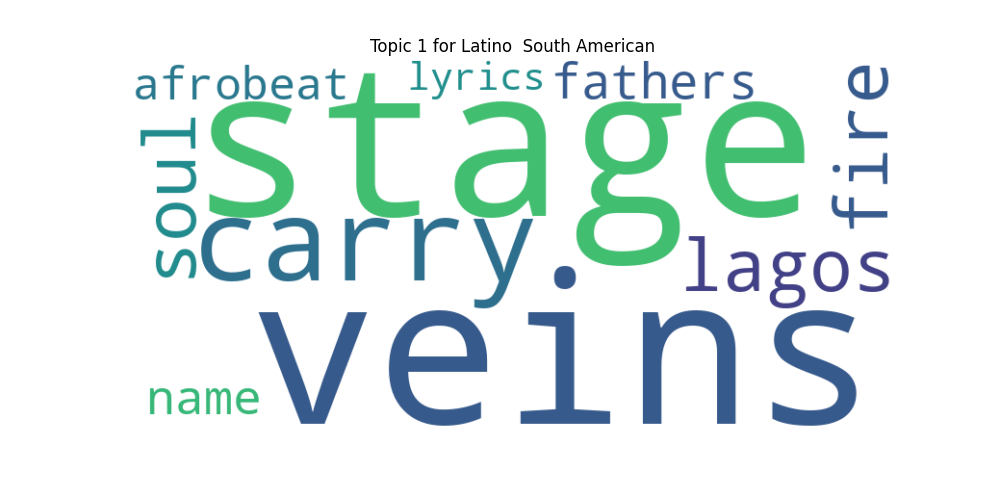 Topic 1 for Latino  South American
afrobeat lyrics fathers
stage
soul
fire
carry
lagos
veins
name